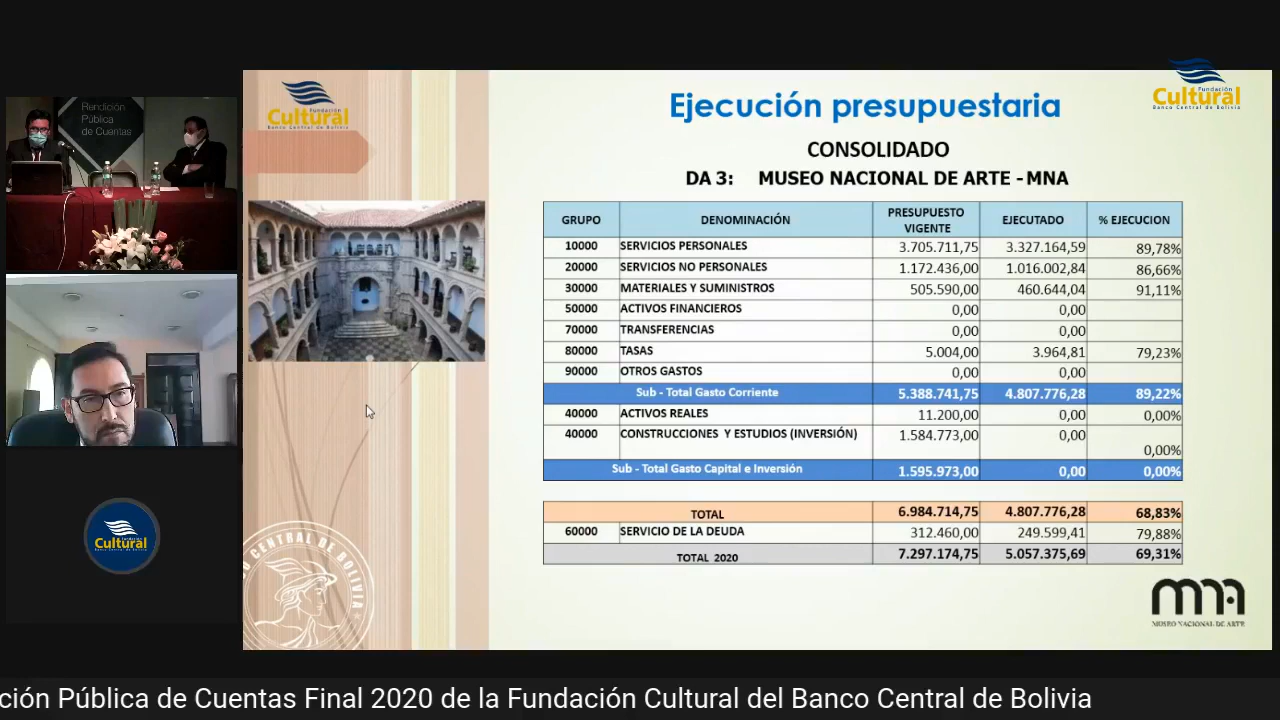 Rendición
Pública
de Cuentas
Fundación
Cultural
Banco Central de Bolivia
Fundación
Cultural
Banco Central de Bolivia
Fundación
Cultural
Banco Central de Bolivia
Ejecución presupuestaria
CONSOLIDADO
DA 3: MUSEO NACIONAL DE ARTE - MNA
GRUPO DENOMINACIÓN PRESUPUESTO VIGENTE EJECUTADO % EJECUCION
10000 SERVICIOS PERSONALES 3.705.711,75 3.327.164,59 89,78%
20000 SERVICIOS NO PERSONALES 1.172.436,00 1.016.002,84 86,66%
30000 MATERIALES Y SUMINISTROS 505.590,00 460.644,04 91,11%
50000 ACTIVOS FINANCIEROS 0,00 0,00
70000 TRANSFERENCIAS 0,00 0,00
80000 TASAS 5.004,00 3.964,81 79,23%
90000 OTROS GASTOS 0,00 0,00
Sub - Total Gasto Corriente 5.388.741,75 4.807.776,28 89,22%
40000 ACTIVOS REALES 11.200,00 0,00 0,00%
40000 CONSTRUCCIONES Y ESTUDIOS (INVERSIÓN) 1.584.773,00 0,00 0,00%
Sub - Total Gasto Capital e Inversión 1.595.973,00 0,00 0,00%
TOTAL 6.984.714,75 4.807.776,28 68,83%
60000 SERVICIO DE LA DEUDA 312.460,00 249.599,41 79,88%
TOTAL 2020 7.297.174,75 5.057.375,69 69,31%
CENTRAL DE BOLIVIA
mna
MUSEO NACIONAL DE ARTE
ción Pública de Cuentas Final 2020 de la Fundación Cultural del Banco Central de Bolivia